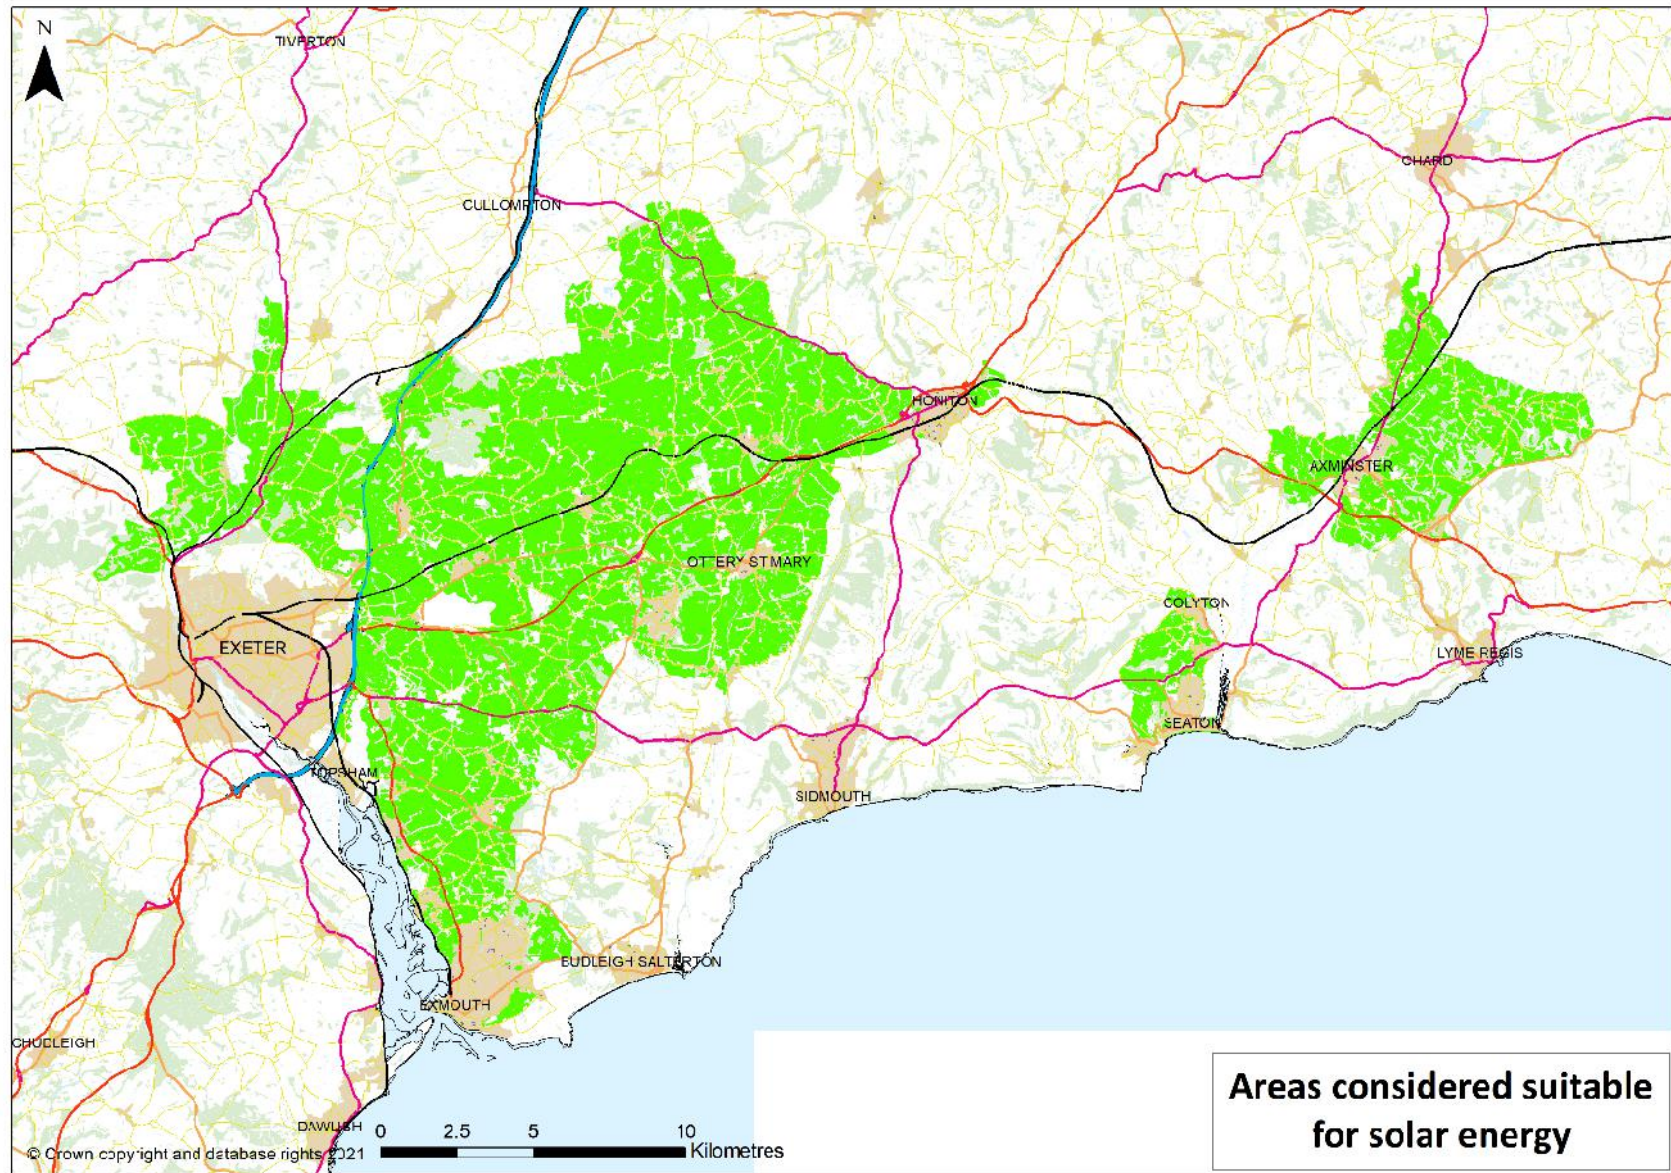 N
TIVERTON
CHARD
CULLOMPTON
HONITON
AXMINSTER
OTTERY ST MARY
COLYTON
EXETER
LYME REGIS
SEATON
TOPSHAM
SIDMOUTH
BUDLEIGH SALTERTON
EXMOUTH
CHUDLEIGH
DAWLISH
0 2.5 5 10
Kilometres
© Crown copyright and database rights 2021
Areas considered suitable
for solar energy